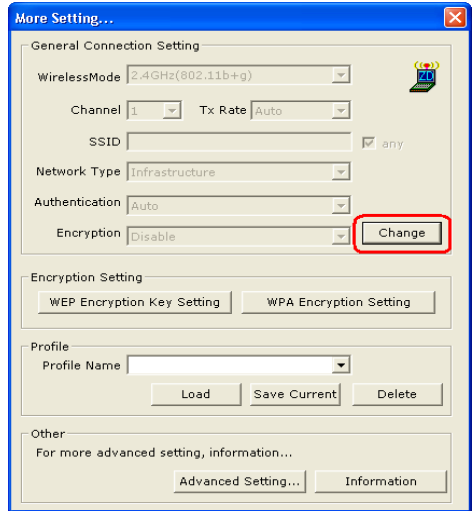 More Setting...
General Connection Setting
WirelessMode 2.4GHz(802.11b+g)
ZD
Channel 1 Tx Rate Auto
SSID any
Network Type Infrastructure
Authentication Auto
Encryption Disable Change
Encryption Setting
WEP Encryption Key Setting WPA Encryption Setting
Profile
Profile Name
Load Save Current Delete
Other
For more advanced setting, information...
Advanced Setting... Information